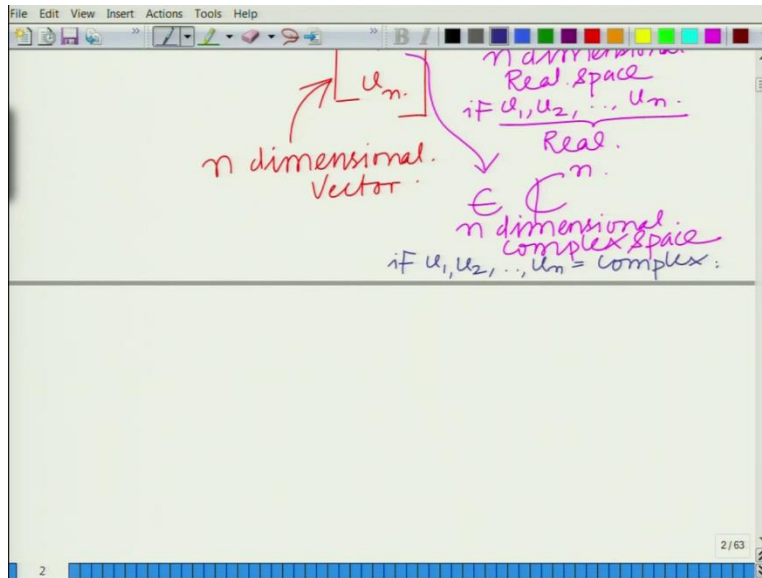 File Edit View Insert Actions Tools Help
B I
n dimensional
Real Space
if u₁, u₂, .., uₙ.
Real.
uₙ.
n dimensional.
Vector.
∈ ℂⁿ.
n dimensional.
complex space
if u₁, u₂, .., uₙ = complex.
2/63
2